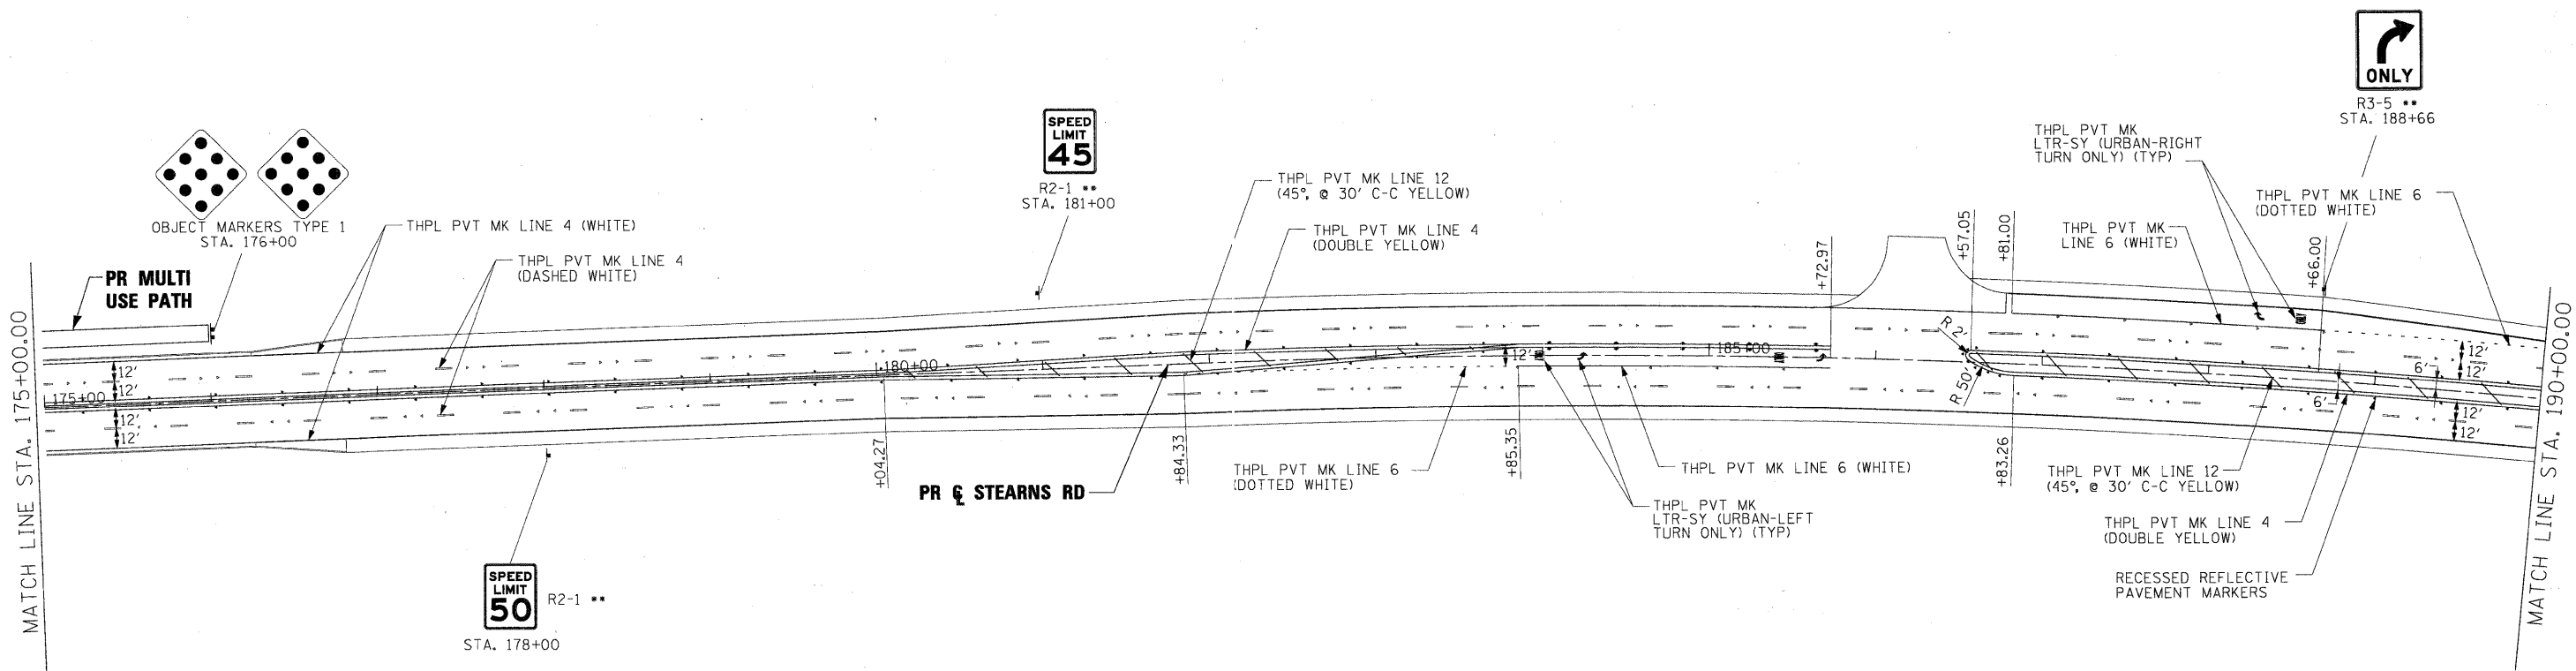 ONLY
R3-5 **
STA. 188+66
SPEED
LIMIT
45
R2-1 **
STA. 181+00
THPL PVT MK
LTR-SY (URBAN-RIGHT
TURN ONLY) (TYP)
THPL PVT MK LINE 12
(45°, @ 30' C-C YELLOW)
THPL PVT MK LINE 6
(DOTTED WHITE)
OBJECT MARKERS TYPE 1
STA. 176+00
THPL PVT MK LINE 4 (WHITE)
THPL PVT MK LINE 4
(DOUBLE YELLOW)
THPL PVT MK
LINE 6 (WHITE)
THPL PVT MK LINE 4
(DASHED WHITE)
PR MULTI
USE PATH
+72.97
+57.05
+81.00
+66.00
MATCH LINE STA. 175+00.00
MATCH LINE STA. 190+00.00
175+00
180+00
185+00
12'
12'
12'
12'
12'
R 2'
R 50'
12'
12'
6'
6'
12'
12'
+04.27
+84.33
+85.35
+83.26
PR ℄ STEARNS RD
THPL PVT MK LINE 6
(DOTTED WHITE)
THPL PVT MK LINE 6 (WHITE)
THPL PVT MK
LTR-SY (URBAN-LEFT
TURN ONLY) (TYP)
THPL PVT MK LINE 12
(45°, @ 30' C-C YELLOW)
THPL PVT MK LINE 4
(DOUBLE YELLOW)
RECESSED REFLECTIVE
PAVEMENT MARKERS
SPEED
LIMIT
50
R2-1 **
STA. 178+00